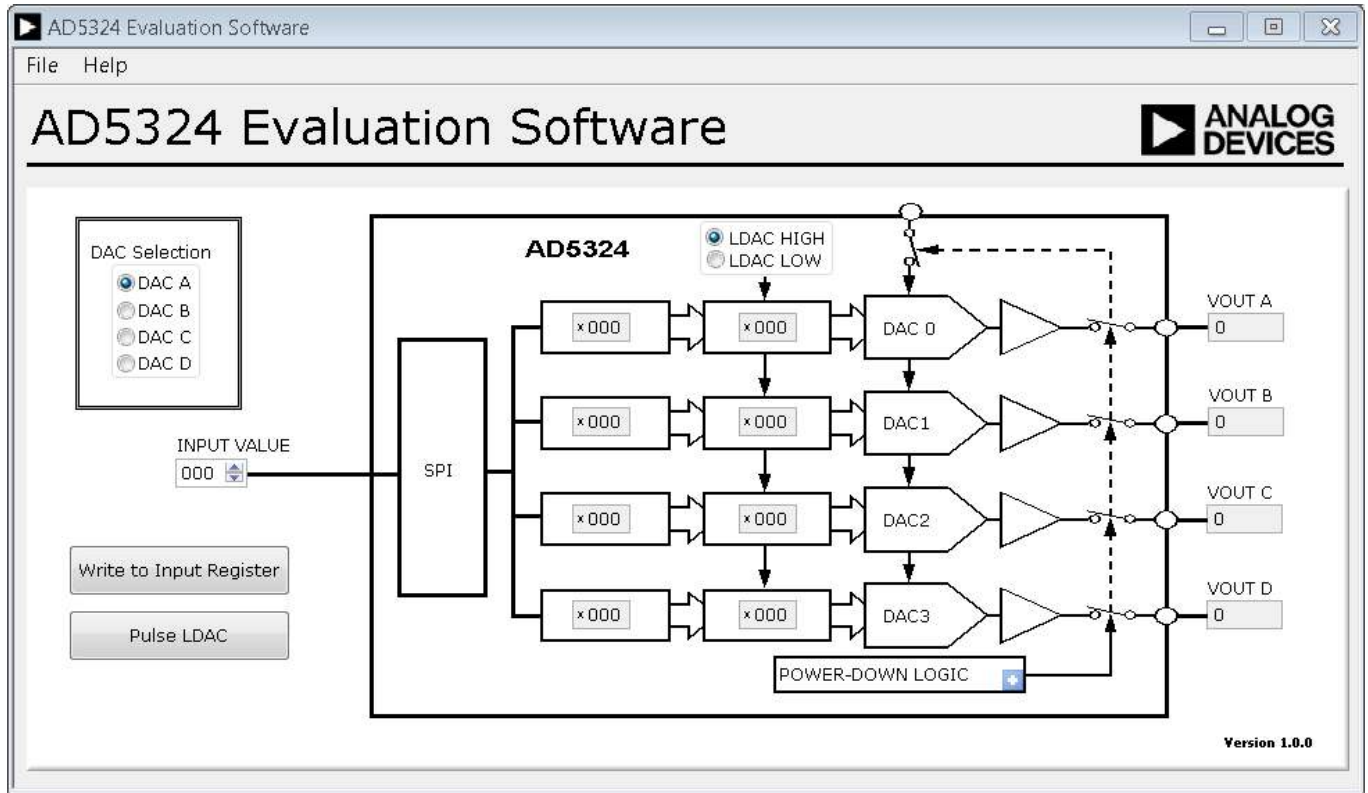 AD5324 Evaluation Software
File Help
AD5324 Evaluation Software
ANALOG
DEVICES
DAC Selection
DAC A
DAC B
DAC C
DAC D
INPUT VALUE
000
Write to Input Register
Pulse LDAC
AD5324
LDAC HIGH
LDAC LOW
SPI
x000 x000 DAC 0
x000 x000 DAC1
x000 x000 DAC2
x000 x000 DAC3
POWER-DOWN LOGIC
VOUT A
0
VOUT B
0
VOUT C
0
VOUT D
0
Version 1.0.0